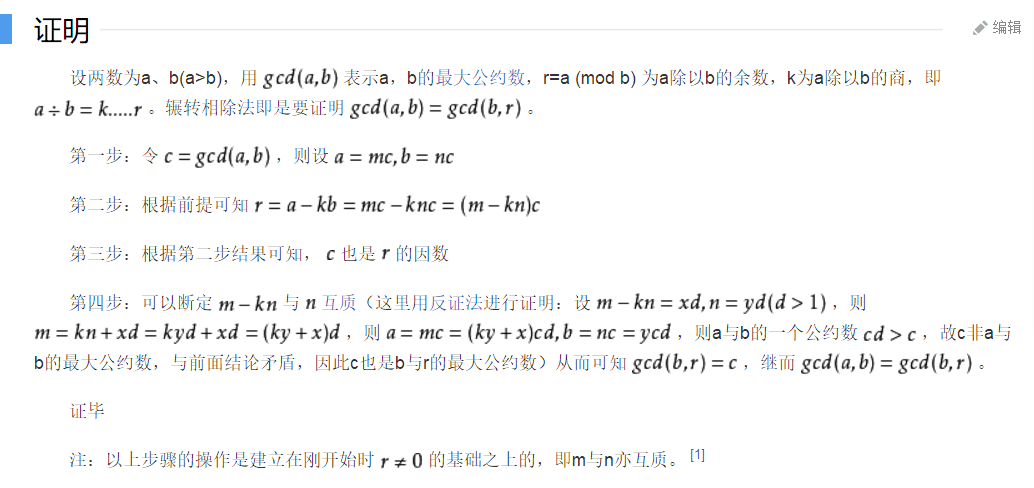 证明
编辑
设两数为a、b(a>b)，用 gcd(a,b) 表示a，b的最大公约数，r=a (mod b) 为a除以b的余数，k为a除以b的商，即
a÷b=k.....r 。辗转相除法即是要证明 gcd(a,b)=gcd(b,r) 。
第一步：令 c=gcd(a,b) ，则设 a=mc,b=nc
第二步：根据前提可知 r=a-kb=mc-knc=(m-kn)c
第三步：根据第二步结果可知， c 也是 r 的因数
第四步：可以断定 m-kn 与 n 互质（这里用反证法进行证明：设 m-kn=xd,n=yd(d>1) ，则
m=kn+xd=kyd+xd=(ky+x)d ，则 a=mc=(ky+x)cd,b=nc=ycd ，则a与b的一个公约数 cd>c ，故c非a与
b的最大公约数，与前面结论矛盾，因此c也是b与r的最大公约数）从而可知 gcd(b,r)=c ，继而 gcd(a,b)=gcd(b,r) 。
证毕
注：以上步骤的操作是建立在刚开始时 r≠0 的基础之上的，即m与n亦互质。 [1]